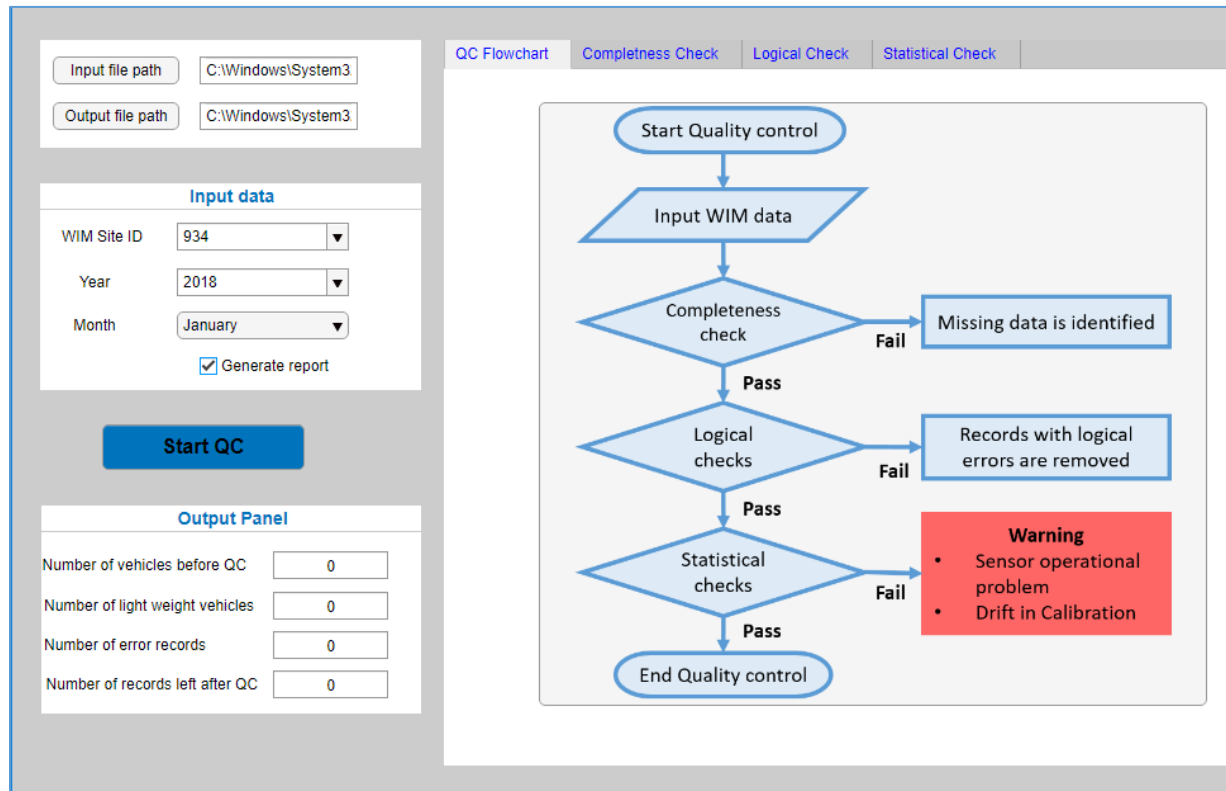 Input file path
C:\Windows\System3
Output file path
C:\Windows\System3
Input data
WIM Site ID
934
Year
2018
Month
January
Generate report
Start QC
Output Panel
Number of vehicles before QC
0
Number of light weight vehicles
0
Number of error records
0
Number of records left after QC
0
QC Flowchart
Completness Check
Logical Check
Statistical Check
Start Quality control
Input WIM data
Completeness
check
Fail
Missing data is identified
Pass
Logical
checks
Fail
Records with logical
errors are removed
Pass
Statistical
checks
Fail
Warning
• Sensor operational
problem
• Drift in Calibration
Pass
End Quality control